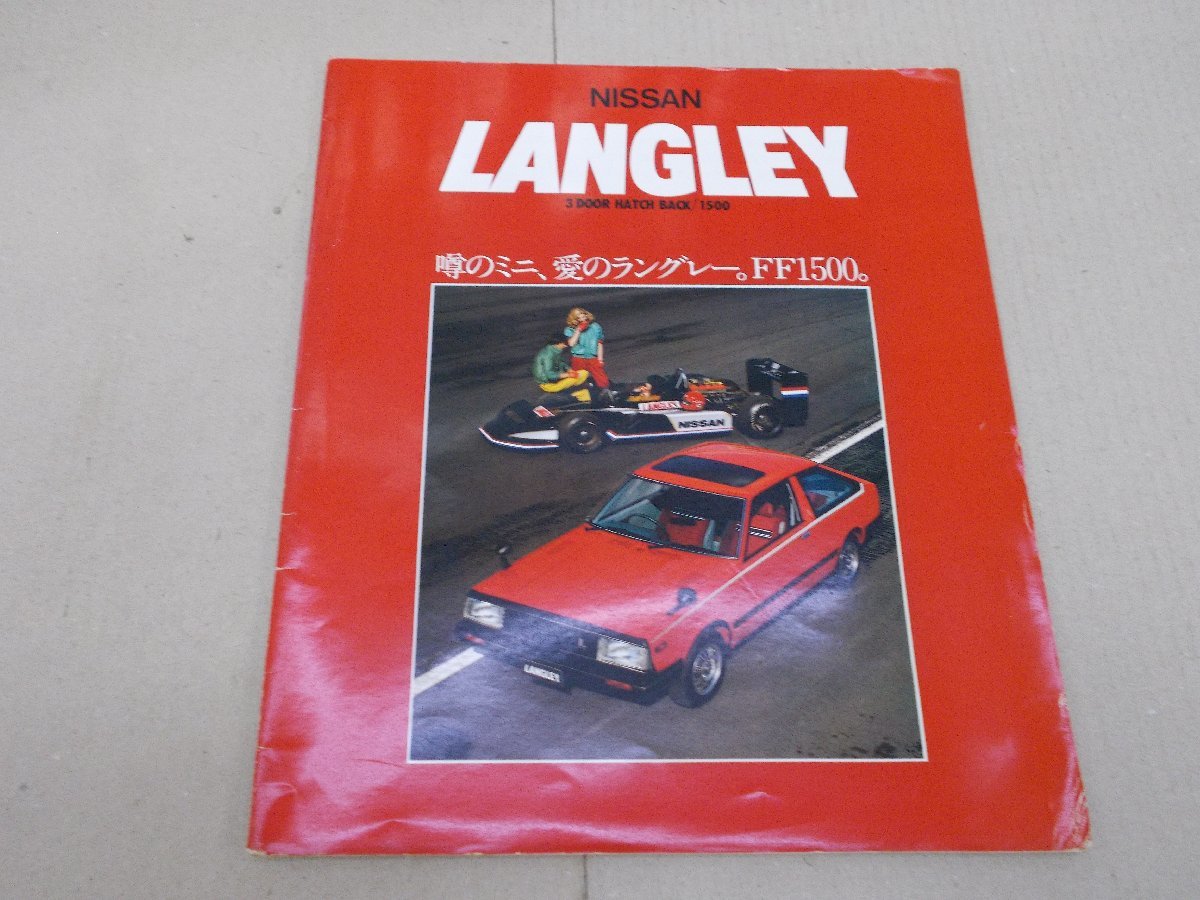 NISSAN
LANGLEY
3 DOOR HATCH BACK/1500
噂のミニ、愛のラングレー。FF1500。
LANGLEY
NISSAN
LANGLEY